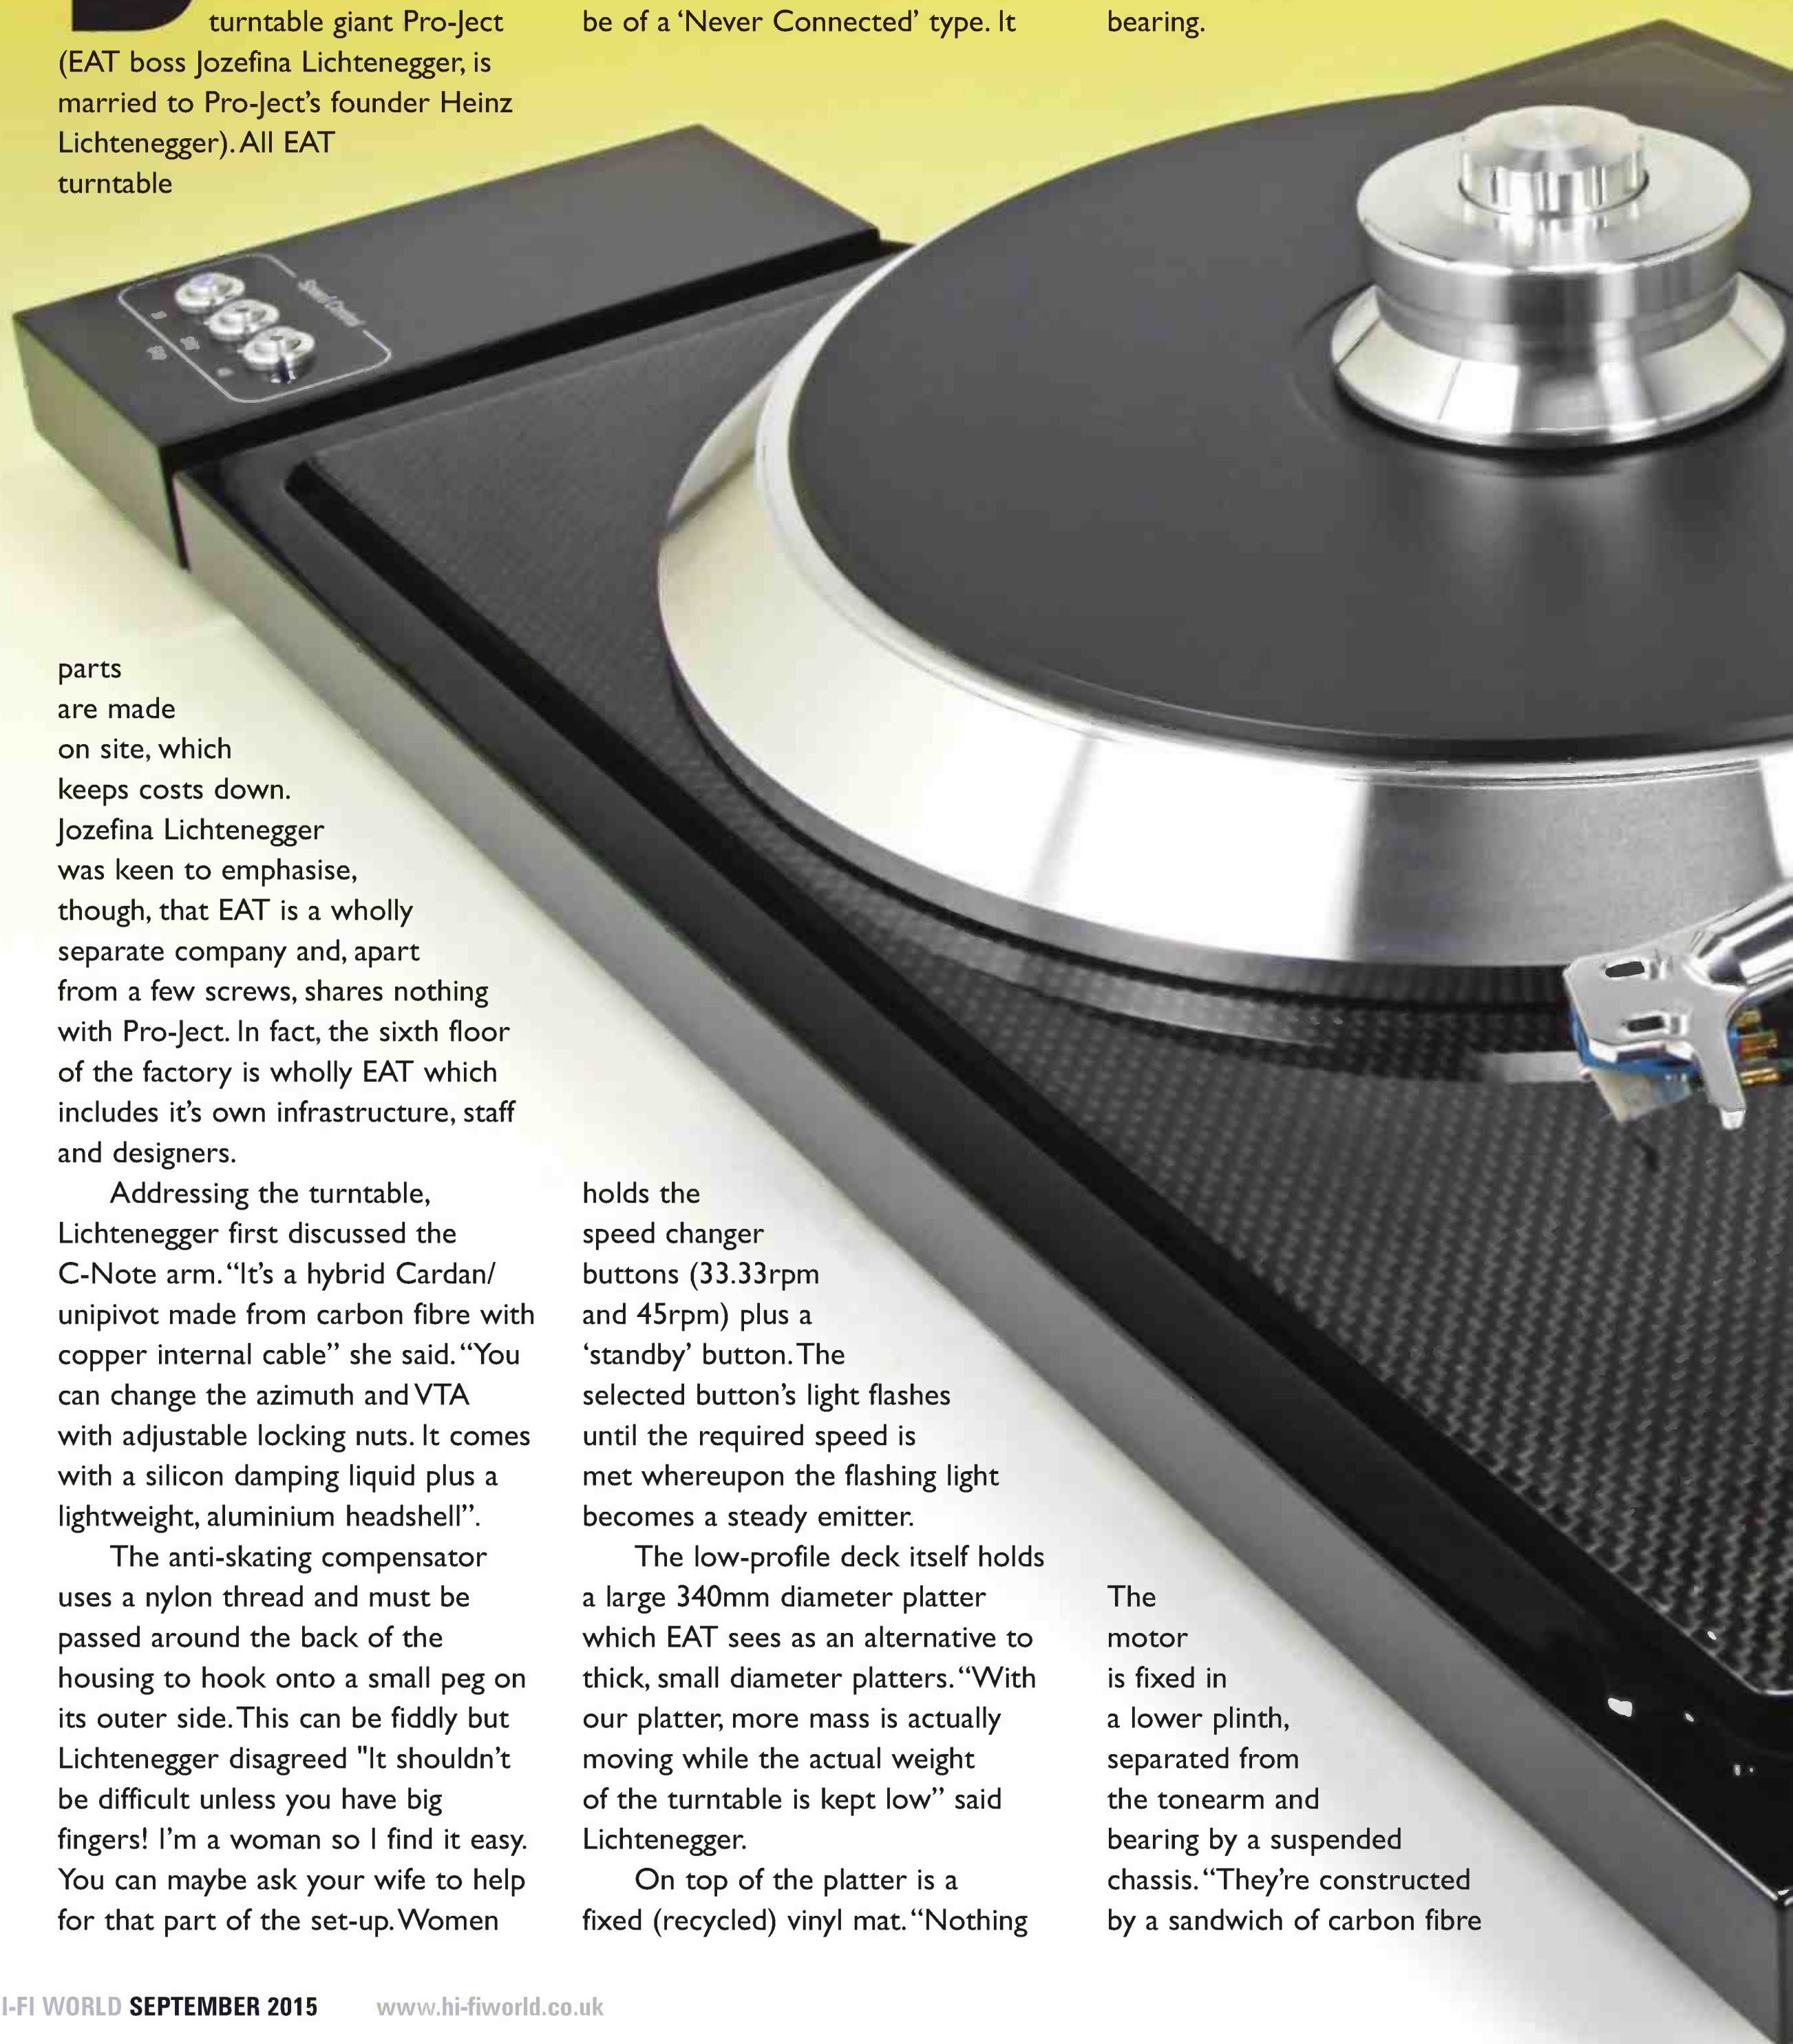 turntable giant Pro-Ject
(EAT boss Jozefina Lichtenegger, is
married to Pro-Ject's founder Heinz
Lichtenegger). All EAT
turntable
parts
are made
on site, which
keeps costs down.
Jozefina Lichtenegger
was keen to emphasise,
though, that EAT is a wholly
separate company and, apart
from a few screws, shares nothing
with Pro-Ject. In fact, the sixth floor
of the factory is wholly EAT which
includes it's own infrastructure, staff
and designers.
Addressing the turntable,
Lichtenegger first discussed the
C-Note arm. “It's a hybrid Cardan/
unipivot made from carbon fibre with
copper internal cable” she said. “You
can change the azimuth and VTA
with adjustable locking nuts. It comes
with a silicon damping liquid plus a
lightweight, aluminium headshell”.
The anti-skating compensator
uses a nylon thread and must be
passed around the back of the
housing to hook onto a small peg on
its outer side. This can be fiddly but
Lichtenegger disagreed "It shouldn't
be difficult unless you have big
fingers! I'm a woman so I find it easy.
You can maybe ask your wife to help
for that part of the set-up. Women
be of a ‘Never Connected’ type. It
holds the
speed changer
buttons (33.33rpm
and 45rpm) plus a
‘standby’ button. The
selected button's light flashes
until the required speed is
met whereupon the flashing light
becomes a steady emitter.
The low-profile deck itself holds
a large 340mm diameter platter
which EAT sees as an alternative to
thick, small diameter platters. “With
our platter, more mass is actually
moving while the actual weight
of the turntable is kept low” said
Lichtenegger.
On top of the platter is a
fixed (recycled) vinyl mat. “Nothing
bearing.
The
motor
is fixed in
a lower plinth,
separated from
the tonearm and
bearing by a suspended
chassis. “They're constructed
by a sandwich of carbon fibre
Speed Control
I-FI WORLD SEPTEMBER 2015 www.hi-fiworld.co.uk